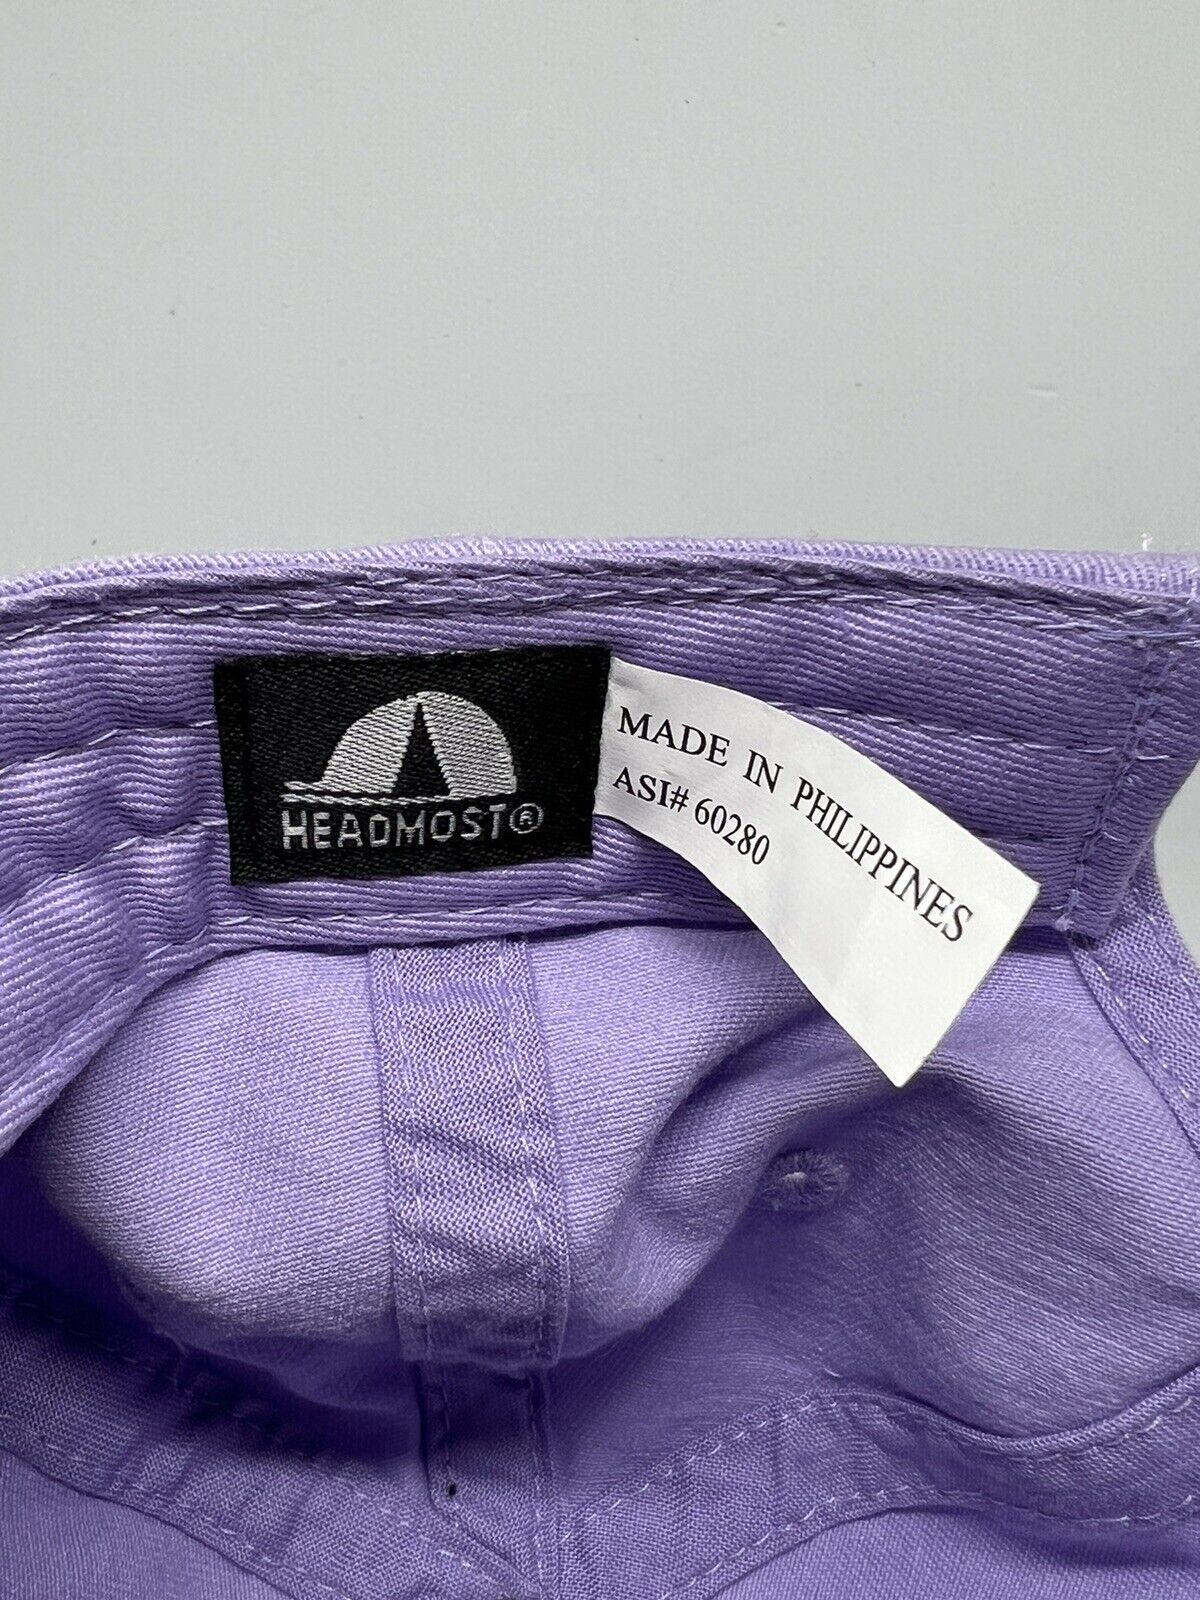 HEADMOST®
MADE IN PHILIPPINES
ASI# 60280